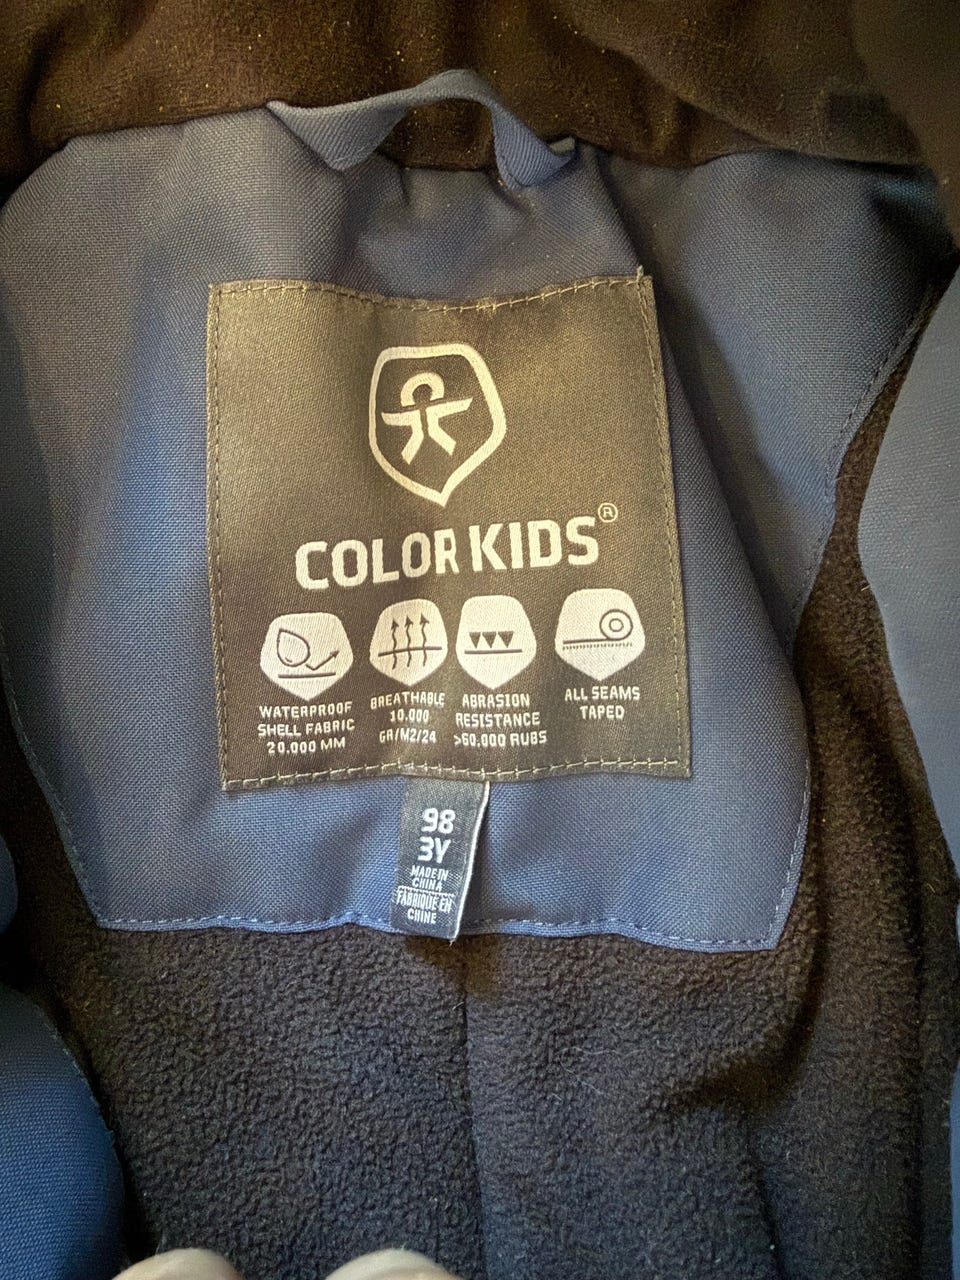 COLOR KIDS®
WATERPROOF
SHELL FABRIC
20.000 MM
BREATHABLE
10.000
GR/M2/24
ABRASION
RESISTANCE
>60.000 RUBS
ALL SEAMS
TAPED
98
3Y
MADE IN
CHINA
FABRIQUE EN
CHINE